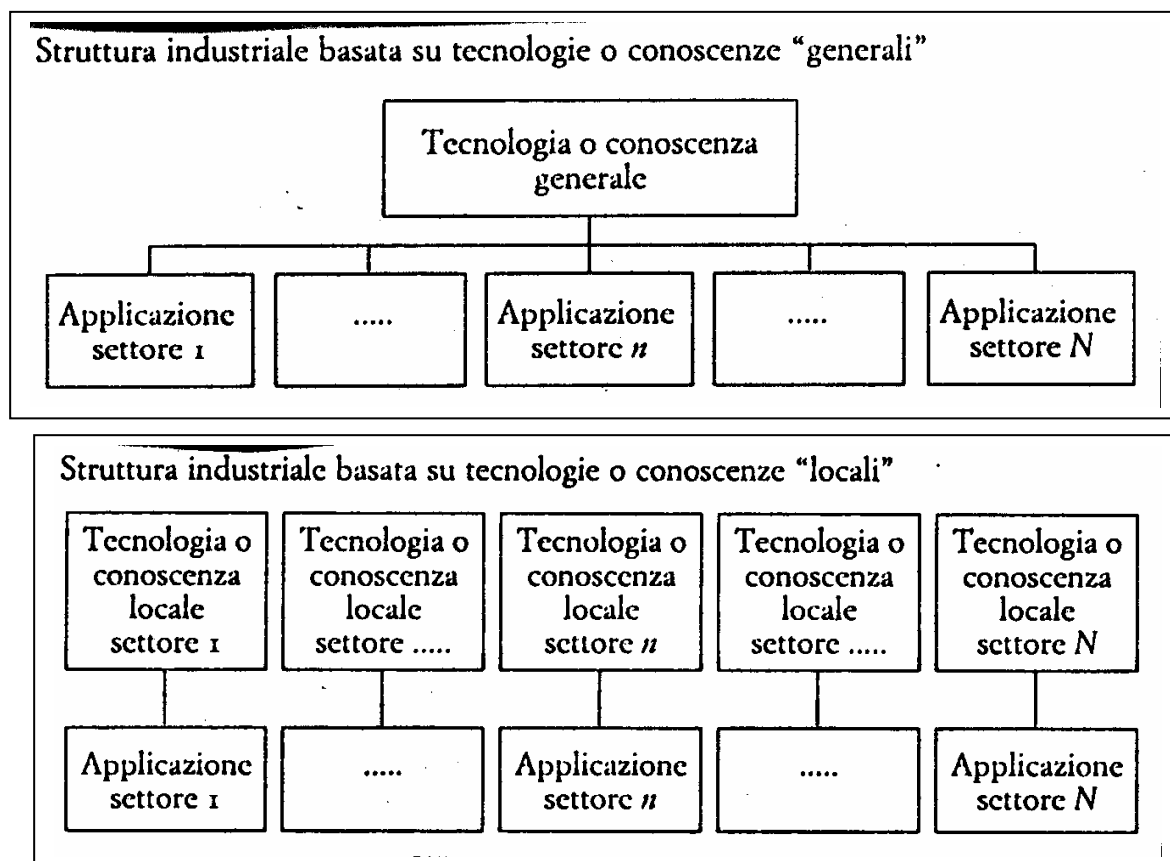 Struttura industriale basata su tecnologie o conoscenze “generali”
Tecnologia o conoscenza
generale
Applicazione
settore 1
.....
Applicazione
settore n
.....
Applicazione
settore N
Struttura industriale basata su tecnologie o conoscenze “locali”
Tecnologia o
conoscenza
locale
settore 1
Tecnologia o
conoscenza
locale
settore .....
Tecnologia o
conoscenza
locale
settore n
Tecnologia o
conoscenza
locale
settore .....
Tecnologia o
conoscenza
locale
settore N
Applicazione
settore 1
.....
Applicazione
settore n
.....
Applicazione
settore N